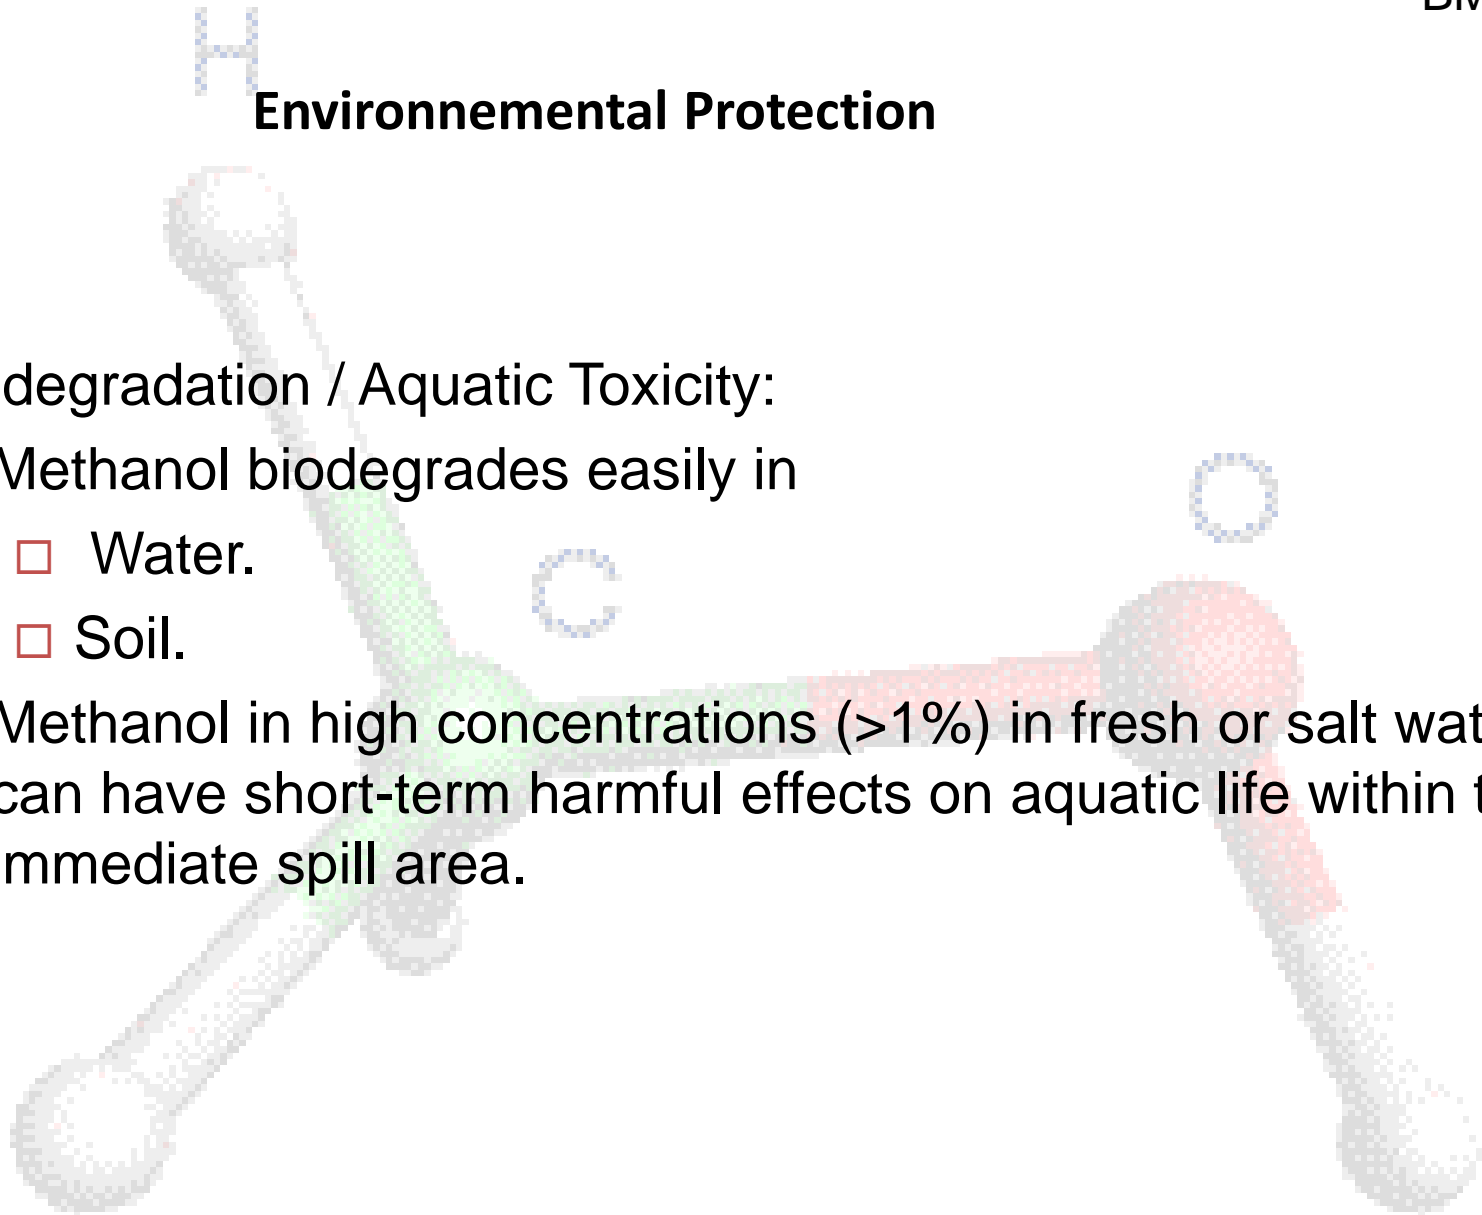 BM
H
Environnemental Protection
degradation / Aquatic Toxicity:
Methanol biodegrades easily in
Water.
O
C
Soil.
Methanol in high concentrations (>1%) in fresh or salt wat
can have short-term harmful effects on aquatic life within t
mmediate spill area.